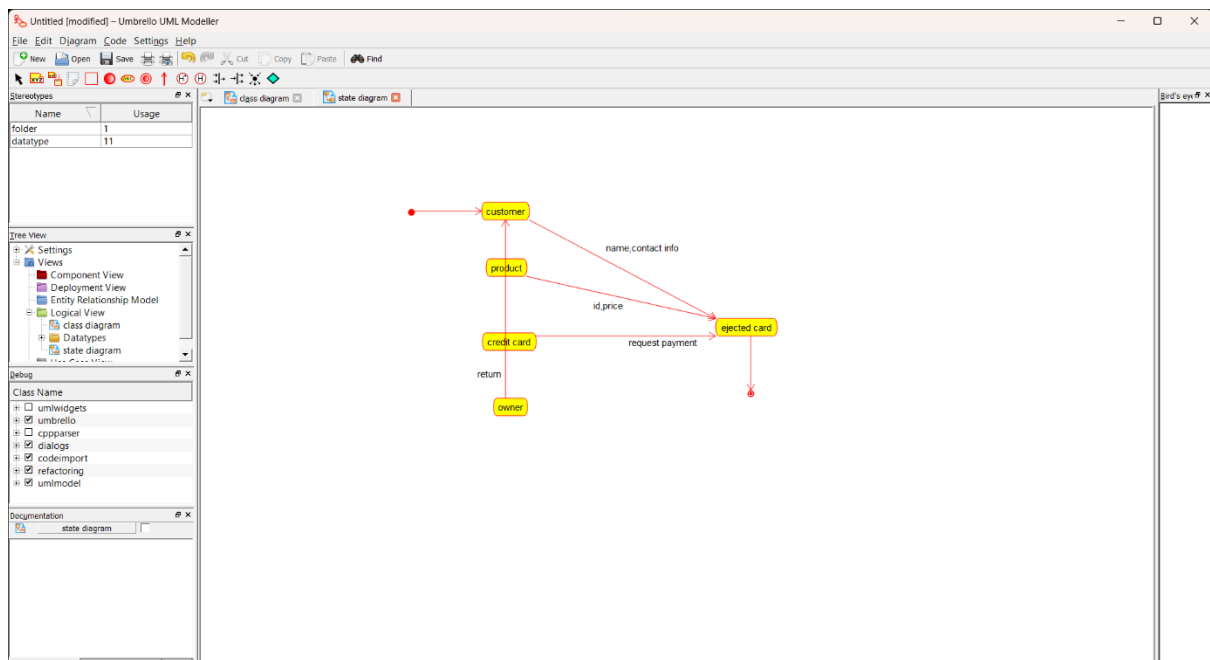 Untitled [modified] – Umbrello UML Modeller
File Edit Diagram Code Settings Help
New Open Save Cut Copy Paste Find
Stereotypes
Name Usage
folder 1
datatype 11
Tree View
Settings
Views
Component View
Deployment View
Entity Relationship Model
Logical View
class diagram
Datatypes
state diagram
Debug
Class Name
umlwidgets
umbrello
cppparser
dialogs
codeimport
refactoring
umlmodel
Documentation
state diagram
class diagram state diagram
customer
name,contact info
product
id,price
ejected card
credit card
request payment
return
owner
Bird's eye